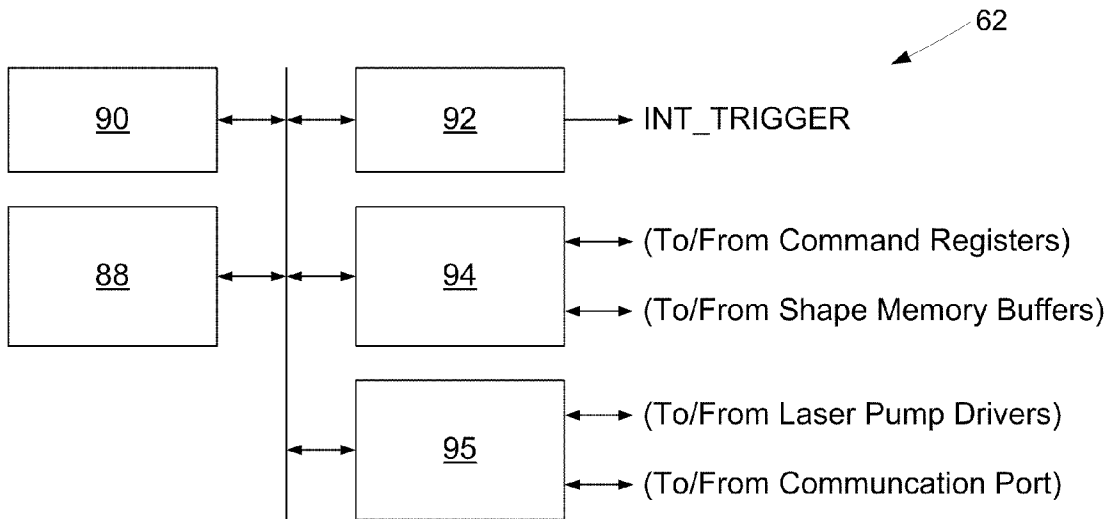 62
90
92
INT_TRIGGER
88
94
(To/From Command Registers)
(To/From Shape Memory Buffers)
95
(To/From Laser Pump Drivers)
(To/From Communcation Port)